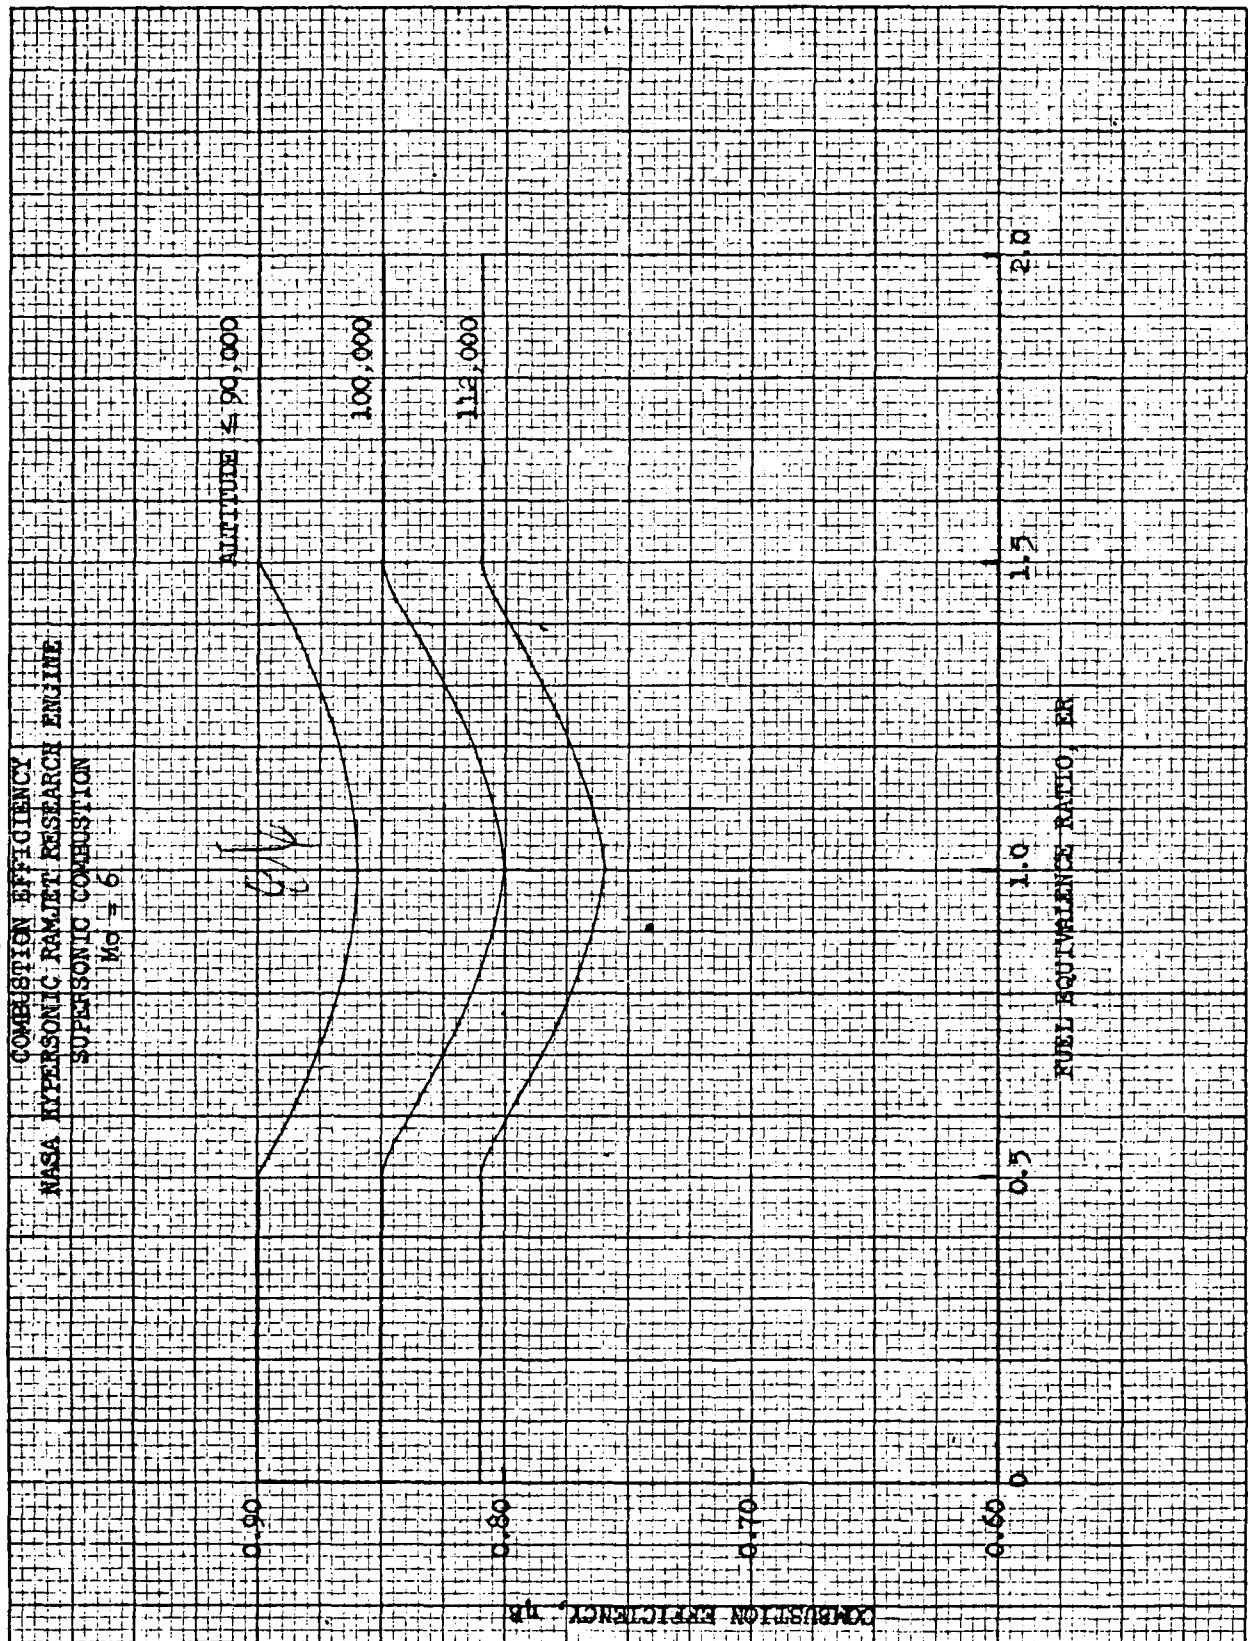 COMBUSTION EFFICIENCY
NASA HYPERSONIC RAMJET RESEARCH ENGINE
SUPERSONIC COMBUSTION
Mo = 6
ALTITUDE ≤ 90,000
100,000
112,000
0.90
0.80
0.70
0.60
COMBUSTION EFFICIENCY, ηB
0
0.5
1.0
1.5
2.0
FUEL EQUIVALENCE RATIO, ER